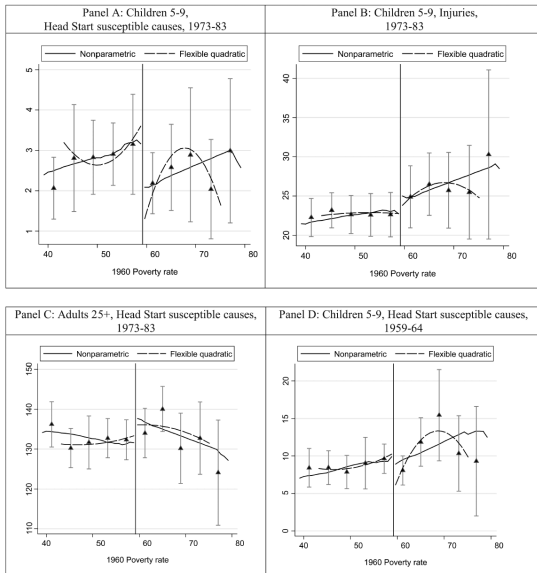 Panel A: Children 5-9,
Head Start susceptible causes, 1973-83
Nonparametric Flexible quadratic
5
4
3
2
1
40 50 60 70 80
1960 Poverty rate
Panel B: Children 5-9, Injuries,
1973-83
Nonparametric Flexible quadratic
40
35
30
25
20
40 50 60 70 80
1960 Poverty rate
Panel C: Adults 25+, Head Start susceptible causes,
1973-83
Nonparametric Flexible quadratic
150
140
130
120
110
40 50 60 70 80
1960 Poverty rate
Panel D: Children 5-9, Head Start susceptible causes,
1959-64
Nonparametric Flexible quadratic
20
15
10
5
0
40 50 60 70 80
1960 Poverty rate